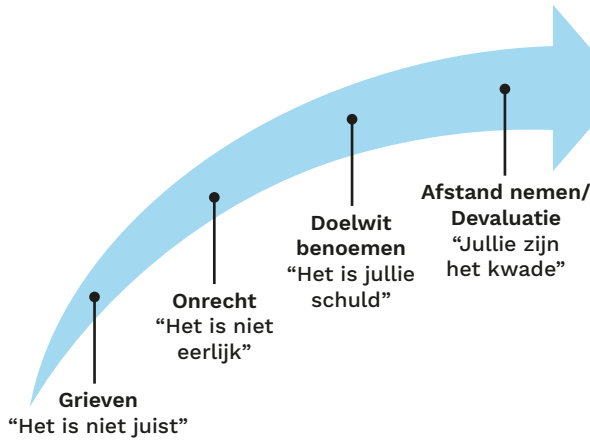 Grieven
“Het is niet juist”
Onrecht
“Het is niet
eerlijk”
Doelwit
benoemen
“Het is jullie
schuld”
Afstand nemen/
Devaluatie
“Jullie zijn
het kwade”